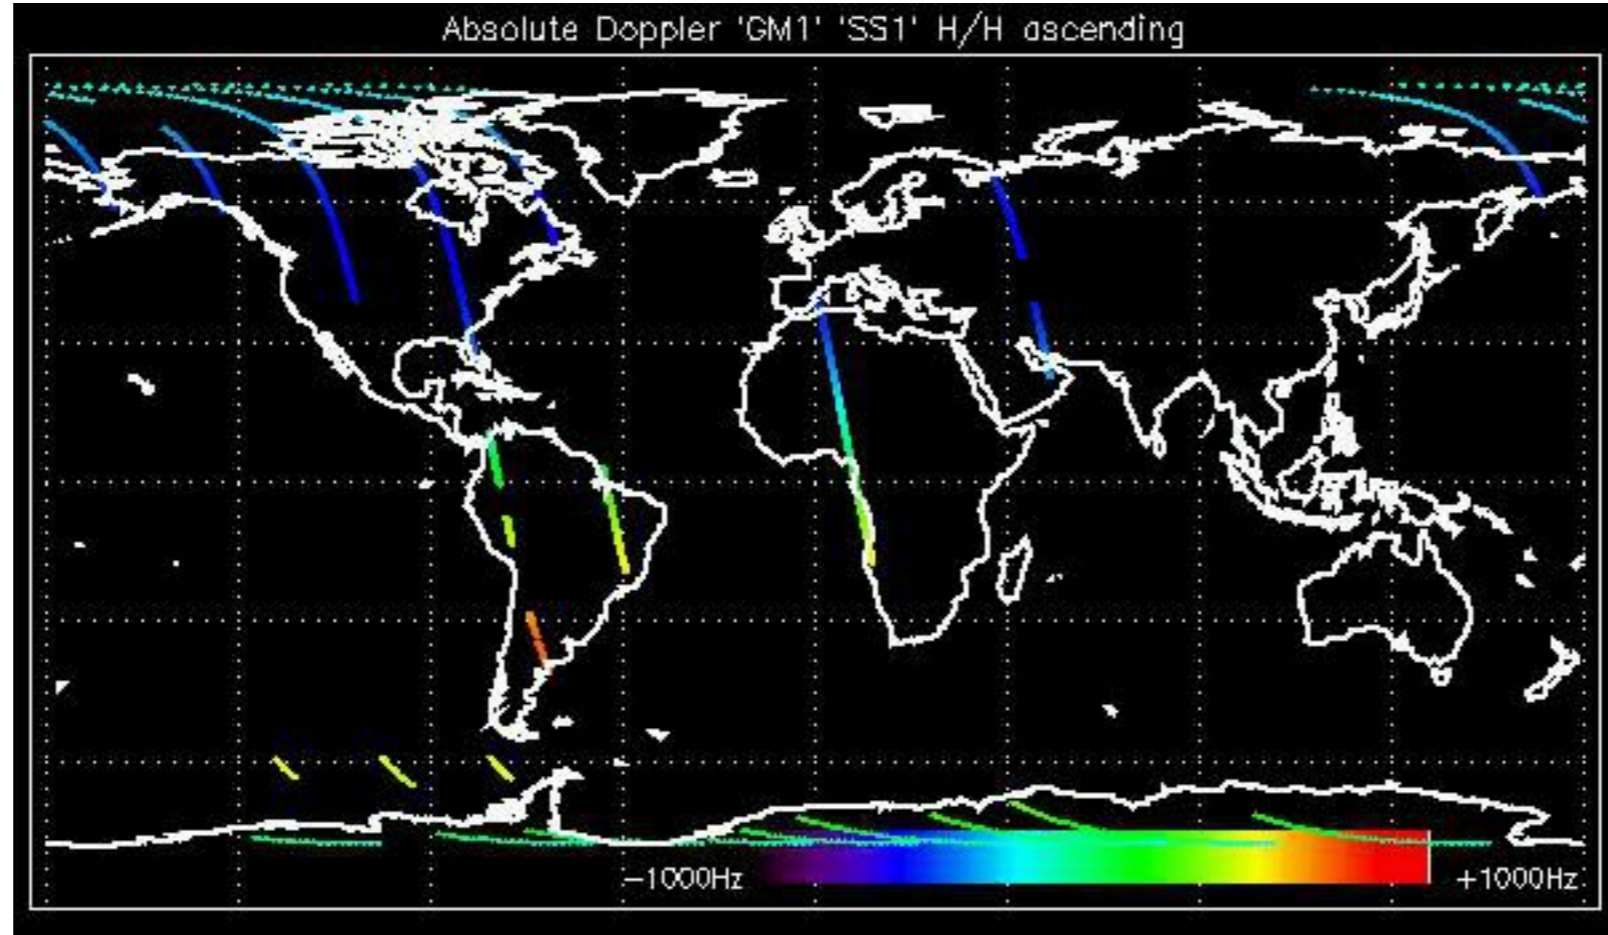 Absolute Doppler 'GM1' 'SS1' H/H ascending
−1000Hz +1000Hz